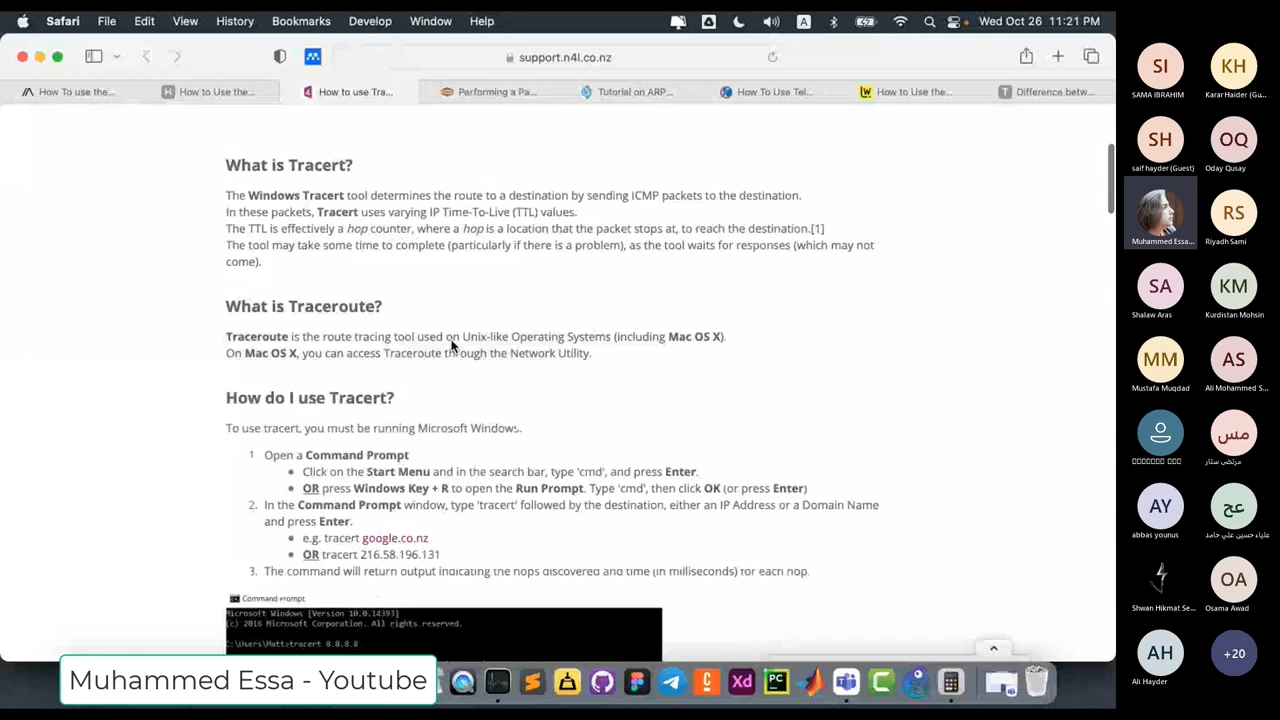 Safari File Edit View History Bookmarks Develop Window Help
A
Wed Oct 26 11:21 PM
support.n4l.co.nz
How To use the...
How to Use the...
How to use Tra...
Performing a Pa...
Tutorial on ARP...
How To Use Tel...
How to Use the...
Difference betw...
What is Tracert?
The Windows Tracert tool determines the route to a destination by sending ICMP packets to the destination.
In these packets, Tracert uses varying IP Time-To-Live (TTL) values.
The TTL is effectively a hop counter, where a hop is a location that the packet stops at, to reach the destination.[1]
The tool may take some time to complete (particularly if there is a problem), as the tool waits for responses (which may not
come).
What is Traceroute?
Traceroute is the route tracing tool used on Unix-like Operating Systems (including Mac OS X).
On Mac OS X, you can access Traceroute through the Network Utility.
How do I use Tracert?
To use tracert, you must be running Microsoft Windows.
1 Open a Command Prompt
Click on the Start Menu and in the search bar, type 'cmd', and press Enter.
OR press Windows Key + R to open the Run Prompt. Type 'cmd', then click OK (or press Enter)
2. In the Command Prompt window, type 'tracert' followed by the destination, either an IP Address or a Domain Name
and press Enter.
e.g. tracert google.co.nz
OR tracert 216.58.196.131
3. The command will return output indicating the hops discovered and time (in milliseconds) for each hop.
Command Prompt
Microsoft Windows [Version 10.0.14393]
(c) 2016 Microsoft Corporation. All rights reserved.
C:\Users\Matt>tracert 8.8.8.8
Muhammed Essa - Youtube
Xd
PC
SI
SAMA IBRAHIM
KH
Karar Haider (Gu...
SH
saif hayder (Guest)
OQ
Oday Qusay
Muhammed Essa...
RS
Riyadh Sami
SA
Shalaw Aras
KM
Kurdistan Mohsin
MM
Mustafa Muqdad
AS
Ali Mohammed S...
مس
مرتضى ستار
AY
abbas younus
عح
علياء حسين علي حامد
Shwan Hikmat Se...
OA
Osama Awad
AH
Ali Hayder
+20